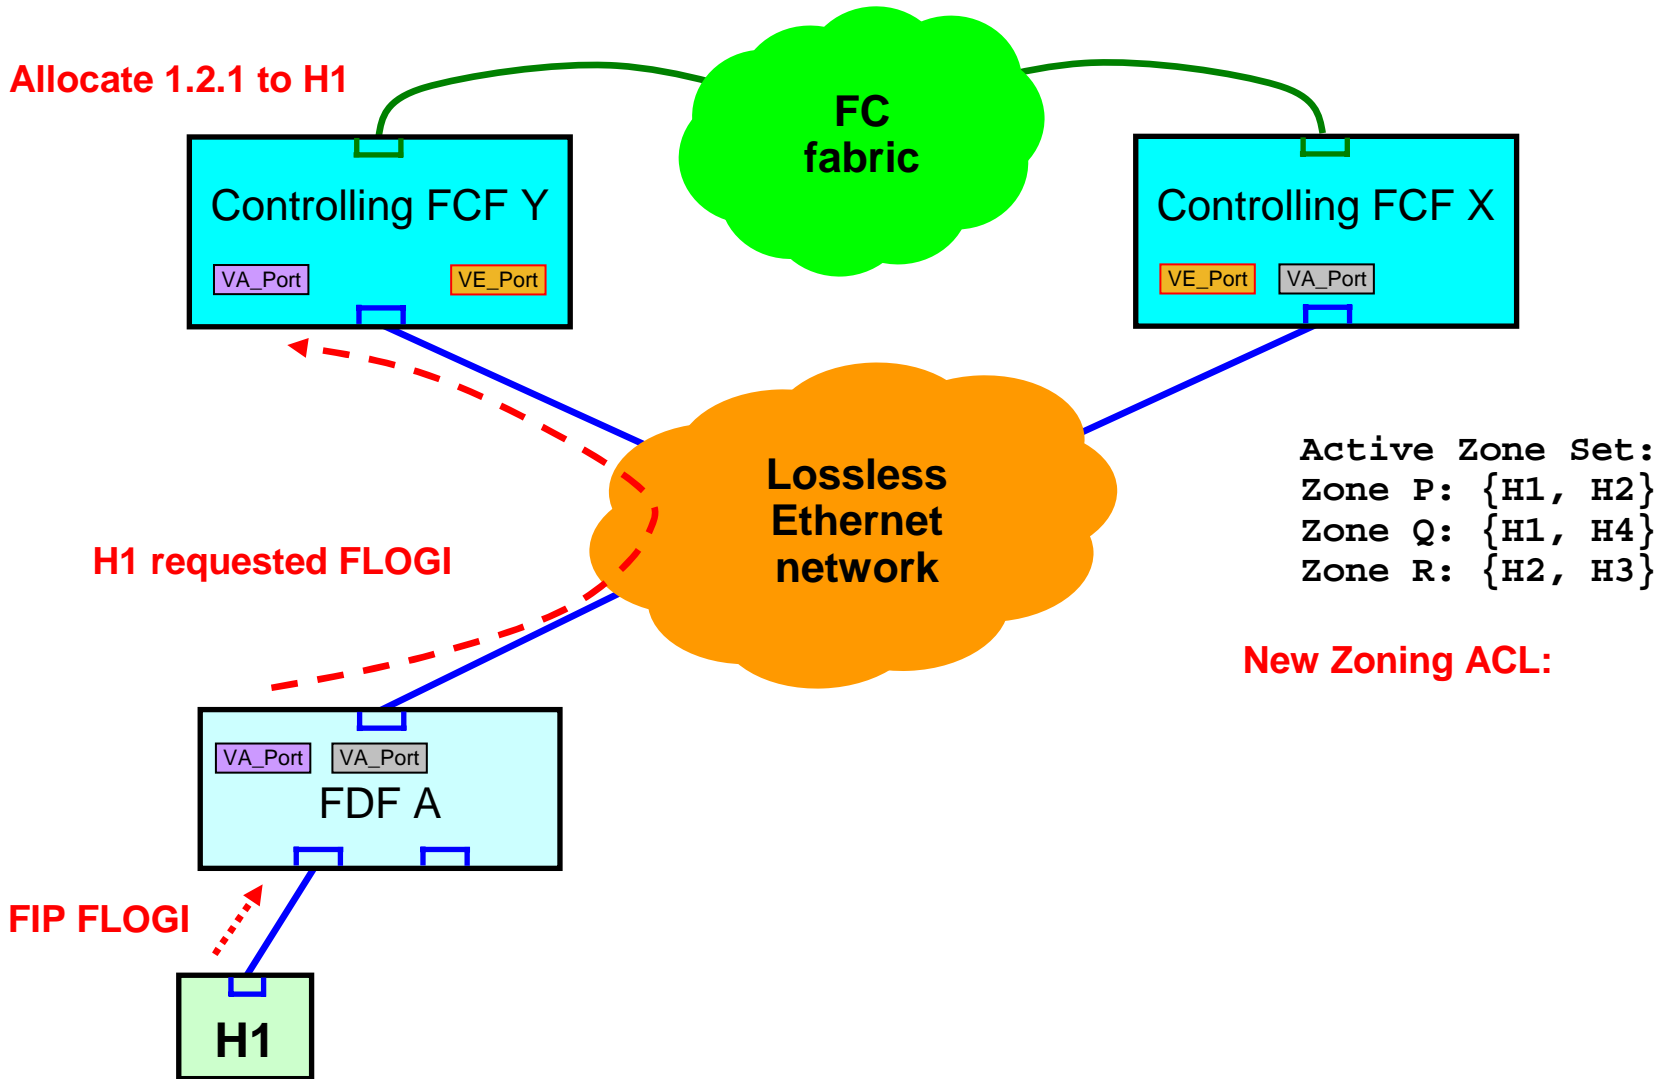 Allocate 1.2.1 to H1
FC
fabric
Controlling FCF Y
Controlling FCF X
VA_Port
VE_Port
VE_Port
VA_Port
Active Zone Set:
Zone P: {H1, H2}
Zone Q: {H1, H4}
Zone R: {H2, H3}
Lossless
Ethernet
network
H1 requested FLOGI
New Zoning ACL:
VA_Port
VA_Port
FDF A
FIP FLOGI
H1